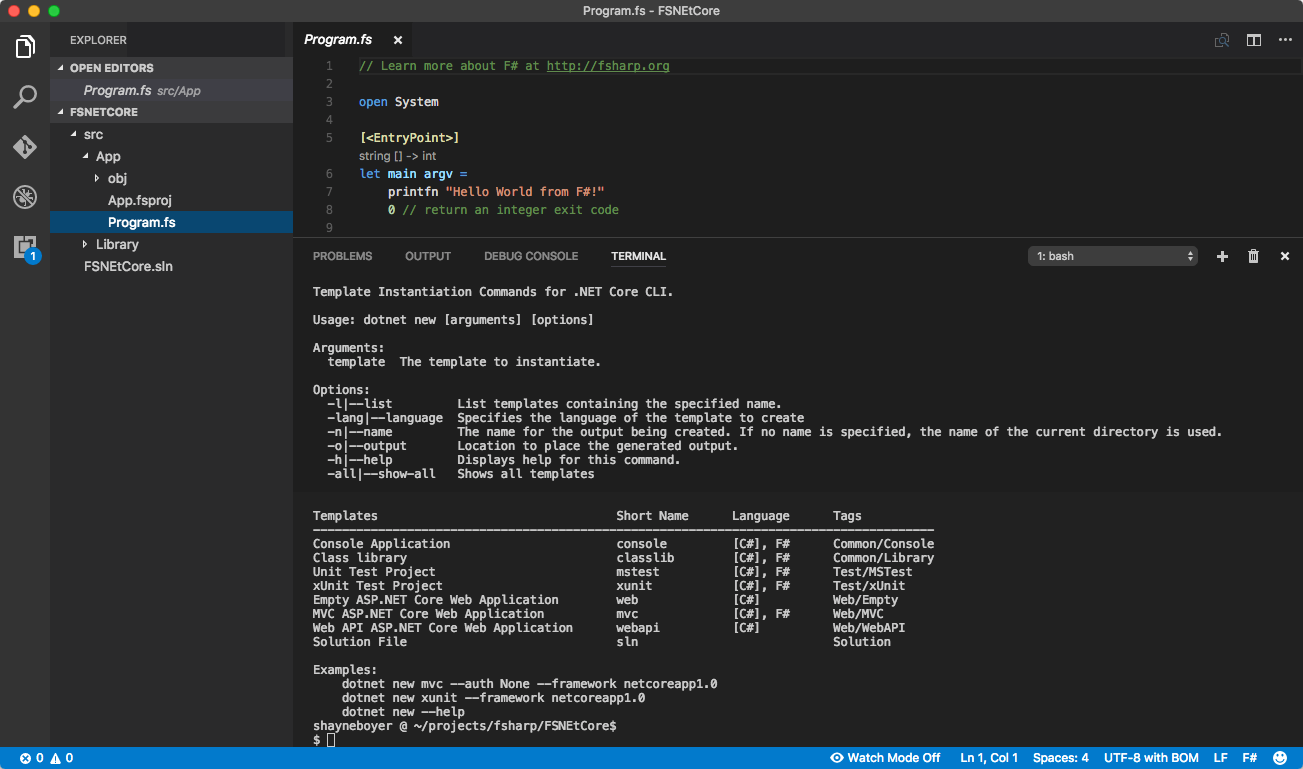 Program.fs - FSNEtCore
EXPLORER
OPEN EDITORS
Program.fs src/App
FSNETCORE
src
App
obj
App.fsproj
Program.fs
Library
FSNEtCore.sln
1
Program.fs
1 // Learn more about F# at http://fsharp.org
2
3 open System
4
5 [<EntryPoint>]
string [] -> int
6 let main argv =
7     printfn "Hello World from F#!"
8     0 // return an integer exit code
9
PROBLEMS OUTPUT DEBUG CONSOLE TERMINAL 1: bash
Template Instantiation Commands for .NET Core CLI.
Usage: dotnet new [arguments] [options]
Arguments:
  template  The template to instantiate.
Options:
  -l|--list         List templates containing the specified name.
  -lang|--language  Specifies the language of the template to create
  -n|--name         The name for the output being created. If no name is specified, the name of the current directory is used.
  -o|--output       Location to place the generated output.
  -h|--help         Displays help for this command.
  -all|--show-all   Shows all templates
Templates                                 Short Name      Language      Tags
--------------------------------------------------------------------------------------
Console Application                       console         [C#], F#      Common/Console
Class library                             classlib        [C#], F#      Common/Library
Unit Test Project                         mstest          [C#], F#      Test/MSTest
xUnit Test Project                        xunit           [C#], F#      Test/xUnit
Empty ASP.NET Core Web Application        web             [C#]          Web/Empty
MVC ASP.NET Core Web Application          mvc             [C#], F#      Web/MVC
Web API ASP.NET Core Web Application      webapi          [C#]          Web/WebAPI
Solution File                             sln                           Solution
Examples:
    dotnet new mvc --auth None --framework netcoreapp1.0
    dotnet new xunit --framework netcoreapp1.0
    dotnet new --help
shayneboyer @ ~/projects/fsharp/FSNEtCore$
$
0 0 Watch Mode Off Ln 1, Col 1 Spaces: 4 UTF-8 with BOM LF F#